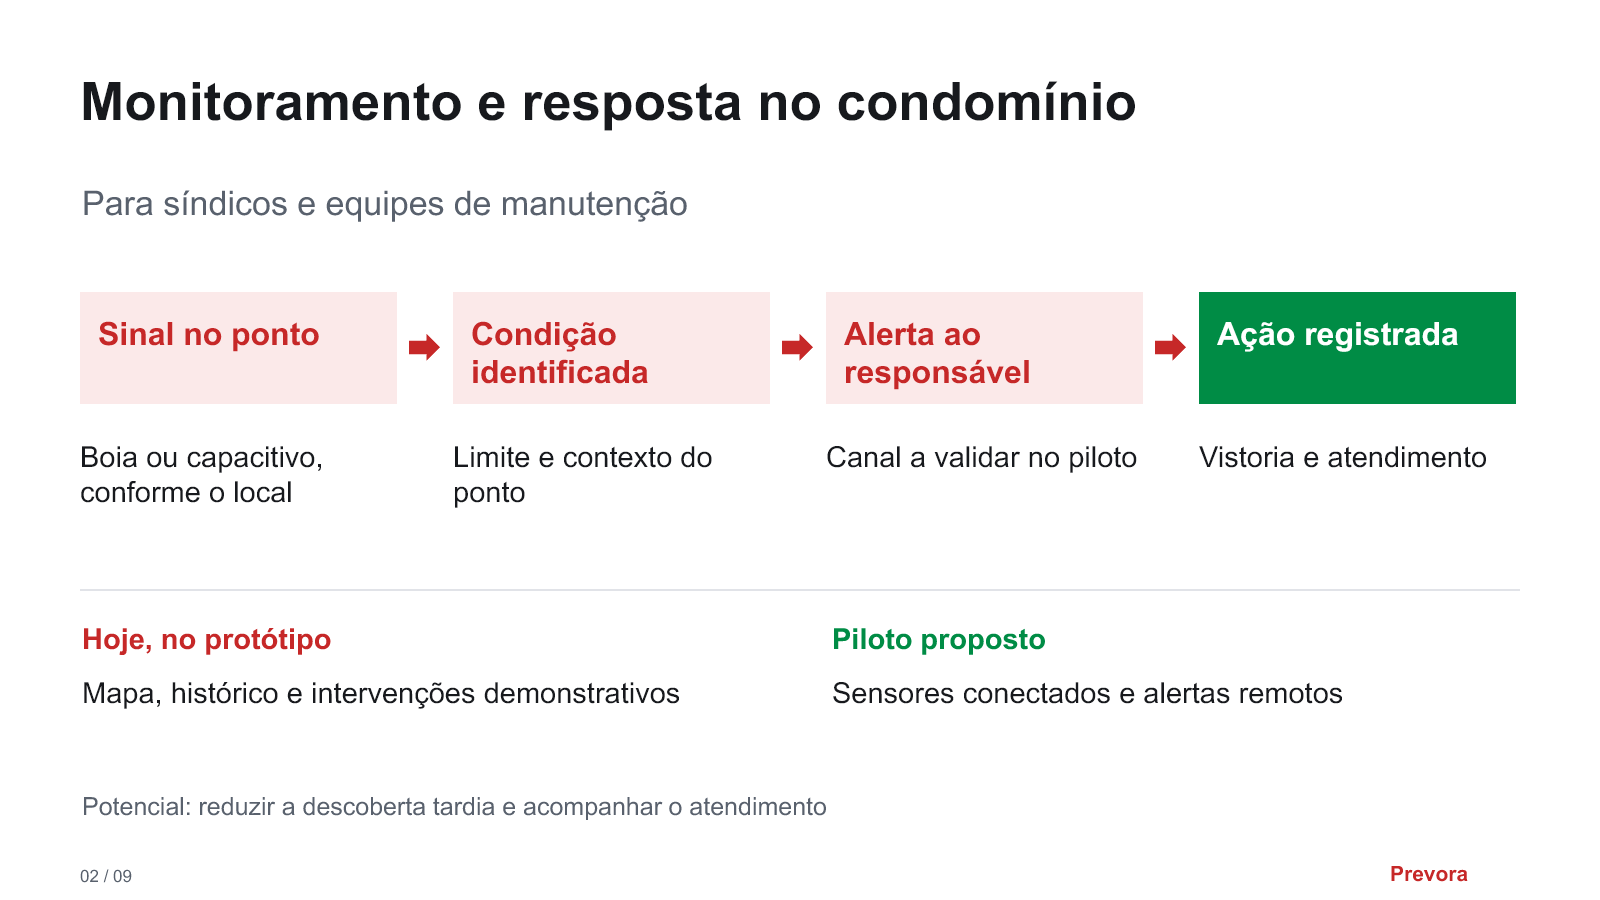 Monitoramento e resposta no condomínio
Para síndicos e equipes de manutenção
Sinal no ponto
Condição
identificada
Alerta ao
responsável
Ação registrada
Boia ou capacitivo,
conforme o local
Limite e contexto do
ponto
Canal a validar no piloto
Vistoria e atendimento
Hoje, no protótipo
Mapa, histórico e intervenções demonstrativos
Piloto proposto
Sensores conectados e alertas remotos
Potencial: reduzir a descoberta tardia e acompanhar o atendimento
02 / 09
Prevora